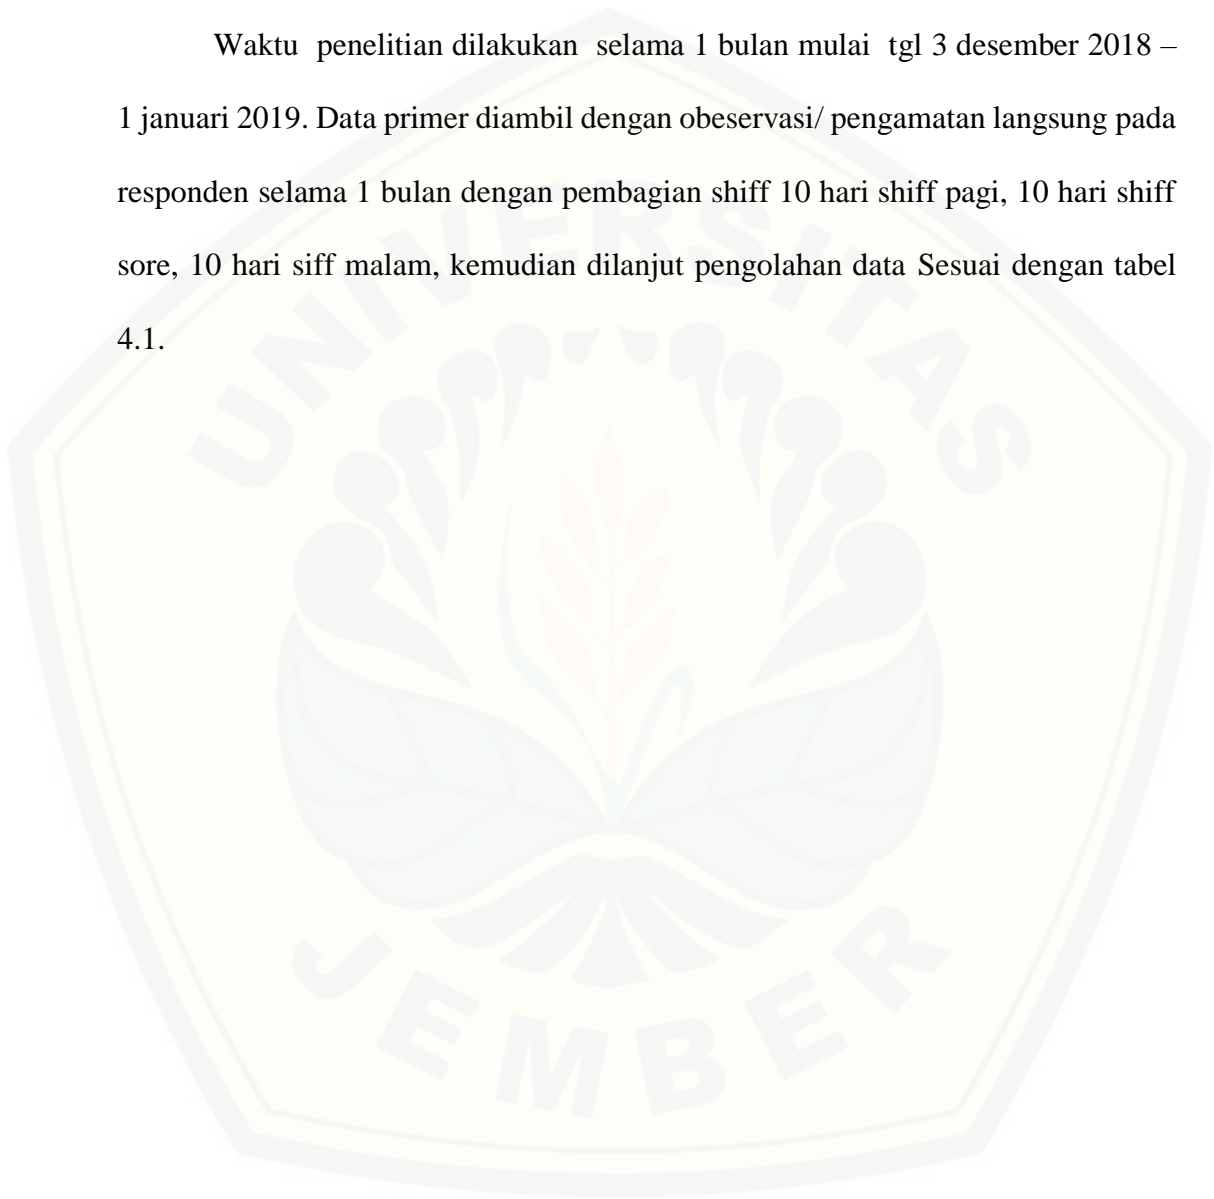 Waktu penelitian dilakukan selama 1 bulan mulai tgl 3 desember 2018 –
1 januari 2019. Data primer diambil dengan obeservasi/ pengamatan langsung pada
responden selama 1 bulan dengan pembagian shiff 10 hari shiff pagi, 10 hari shiff
sore, 10 hari siff malam, kemudian dilanjut pengolahan data Sesuai dengan tabel
4.1.
UNIVERSITAS
JEMBER